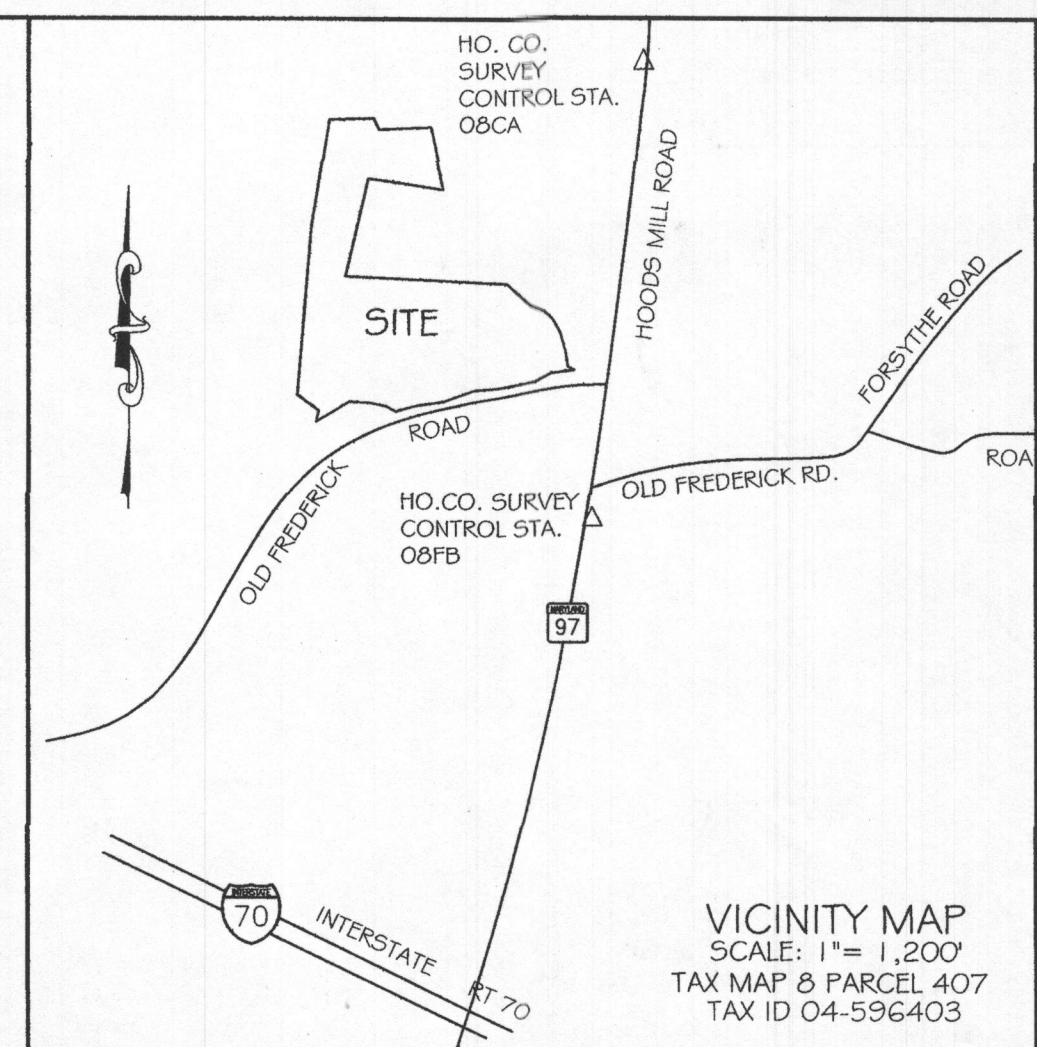 HO. CO.
SURVEY
CONTROL STA.
08CA
HOODS MILL ROAD
FORSYTHE ROAD
SITE
ROAD
OLD FREDERICK
HO.CO. SURVEY
CONTROL STA.
08FB
OLD FREDERICK RD.
ROA
MARYLAND
97
INTERSTATE
70
INTERSTATE
RT 70
VICINITY MAP
SCALE: 1"= 1,200'
TAX MAP 8 PARCEL 407
TAX ID 04-596403